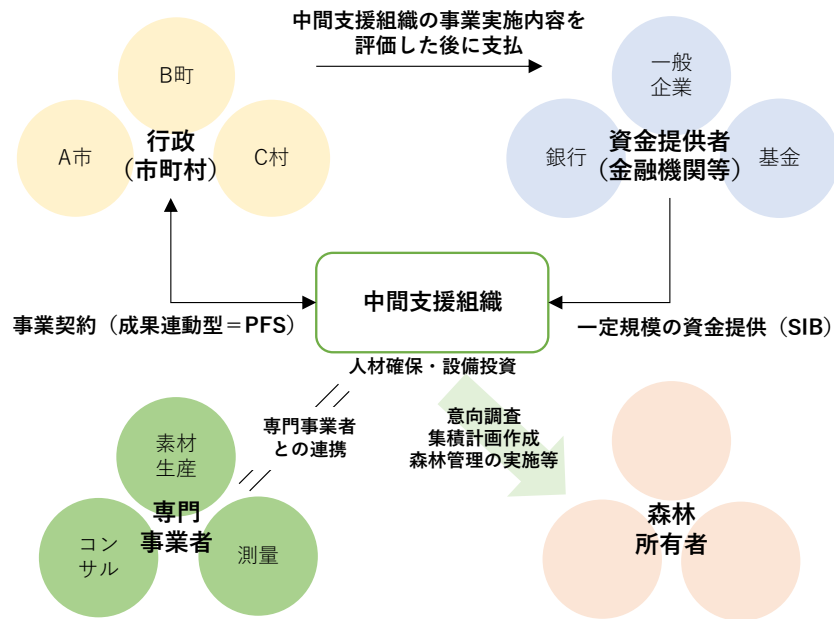 中間支援組織の事業実施内容を
評価した後に支払
B町
A市
C村
行政
（市町村）
一般
企業
銀行
基金
資金提供者
（金融機関等）
中間支援組織
事業契約（成果連動型＝PFS）
一定規模の資金提供（SIB）
人材確保・設備投資
専門事業者
との連携
意向調査
集積計画作成
森林管理の実施等
素材
生産
コン
サル
測量
専門
事業者
森林
所有者